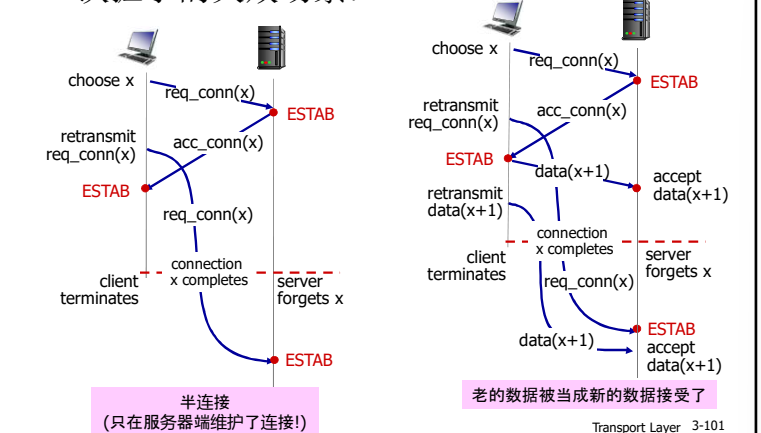 choose x
req_conn(x)
ESTAB
retransmit
req_conn(x)
acc_conn(x)
ESTAB
req_conn(x)
connection
x completes
client
terminates
server
forgets x
ESTAB
半连接
(只在服务器端维护了连接!)
choose x
req_conn(x)
ESTAB
retransmit
req_conn(x)
acc_conn(x)
ESTAB
data(x+1)
accept
data(x+1)
retransmit
data(x+1)
connection
x completes
client
terminates
server
forgets x
req_conn(x)
ESTAB
data(x+1)
accept
data(x+1)
老的数据被当成新的数据接受了
Transport Layer 3-101